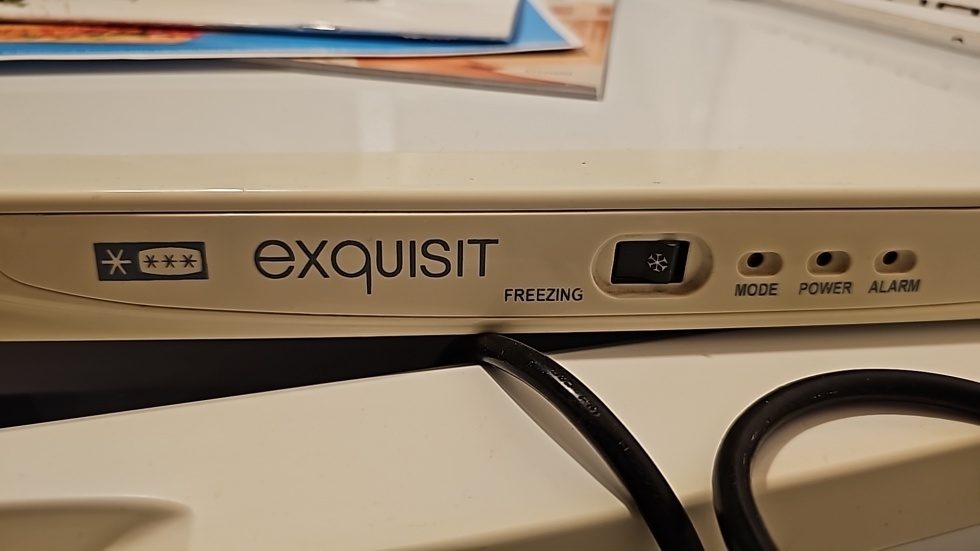 exquisit
FREEZING
MODE POWER ALARM